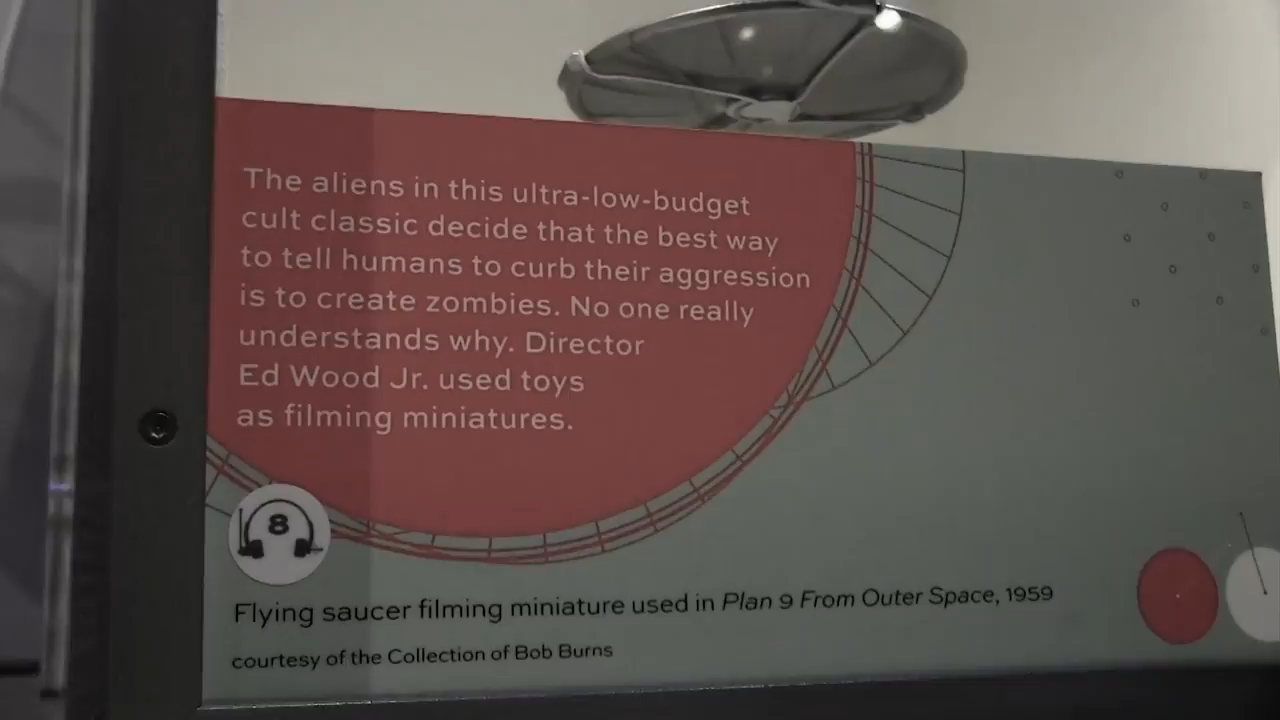 The aliens in this ultra-low-budget
cult classic decide that the best way
to tell humans to curb their aggression
is to create zombies. No one really
understands why. Director
Ed Wood Jr. used toys
as filming miniatures.
8
Flying saucer filming miniature used in Plan 9 From Outer Space, 1959
courtesy of the Collection of Bob Burns